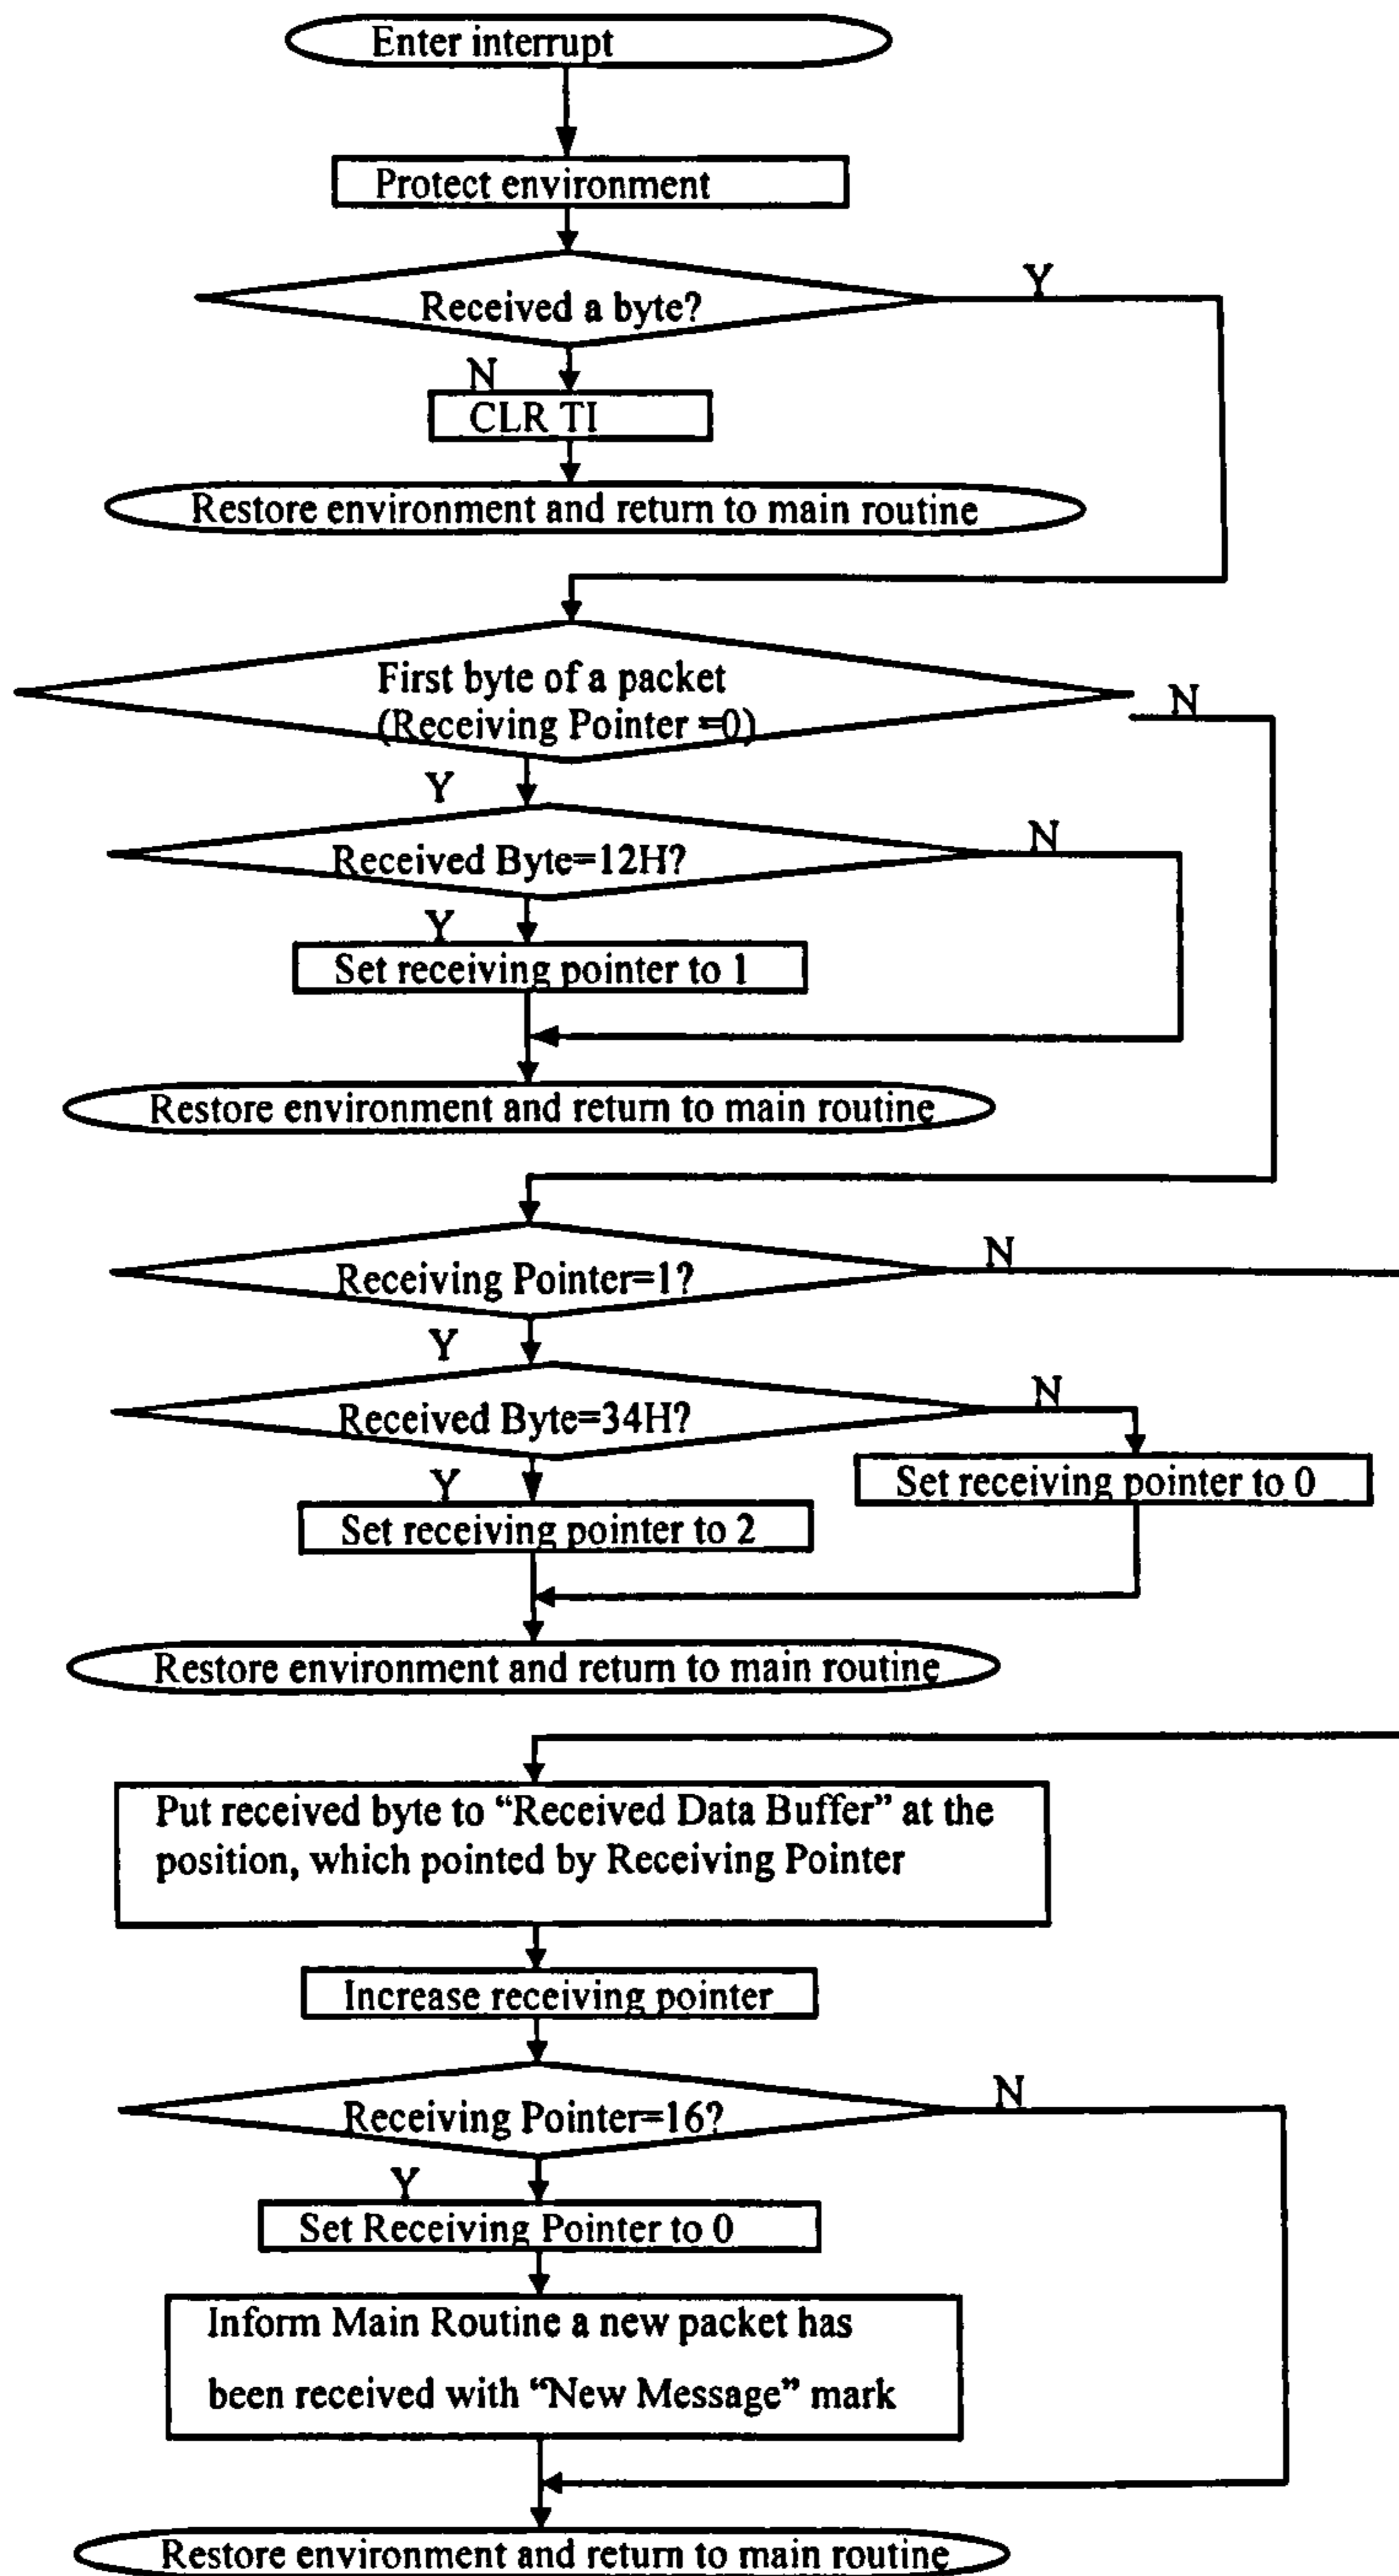 Enter interrupt
Protect environment
Received a byte?
Y
N
CLR TI
Restore environment and return to main routine
First byte of a packet
(Receiving Pointer =0)
N
Y
Received Byte=12H?
N
Y
Set receiving pointer to 1
Restore environment and return to main routine
Receiving Pointer=1?
N
Y
Received Byte=34H?
N
Set receiving pointer to 0
Y
Set receiving pointer to 2
Restore environment and return to main routine
Put received byte to “Received Data Buffer” at the
position, which pointed by Receiving Pointer
Increase receiving pointer
Receiving Pointer=16?
N
Y
Set Receiving Pointer to 0
Inform Main Routine a new packet has
been received with “New Message” mark
Restore environment and return to main routine